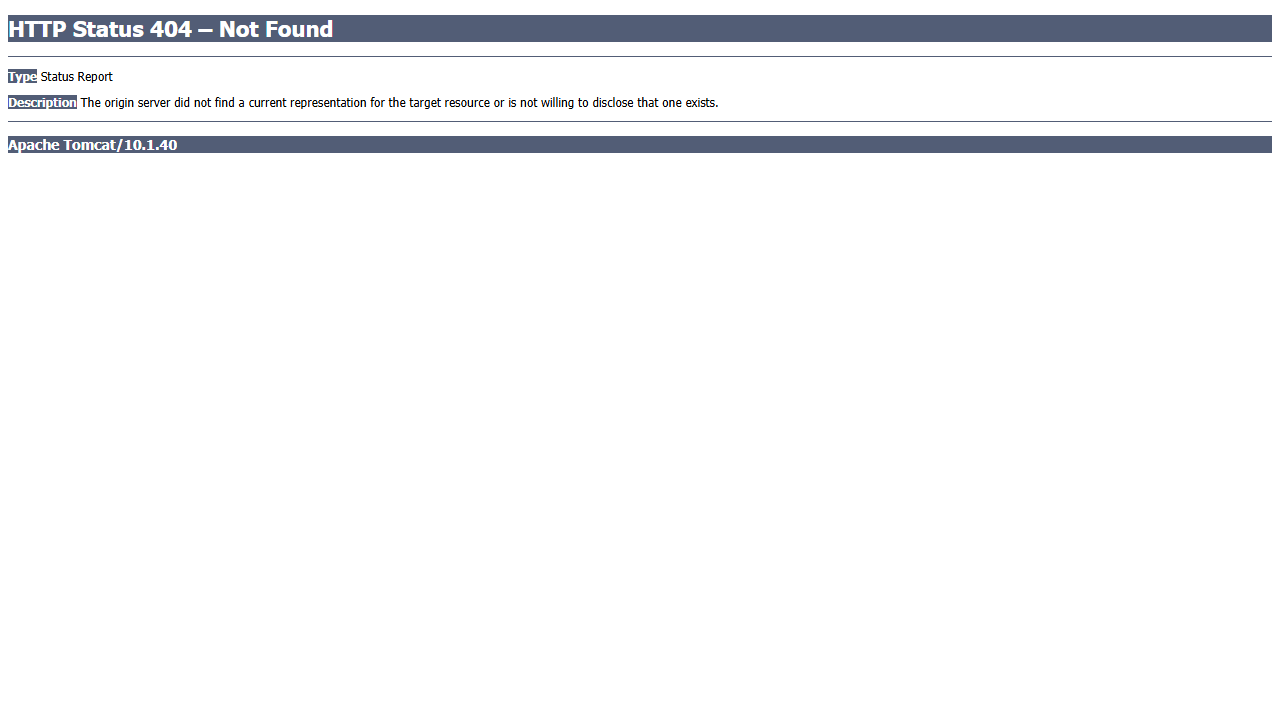 HTTP Status 404 – Not Found
Type Status Report
Description The origin server did not find a current representation for the target resource or is not willing to disclose that one exists.
Apache Tomcat/10.1.40